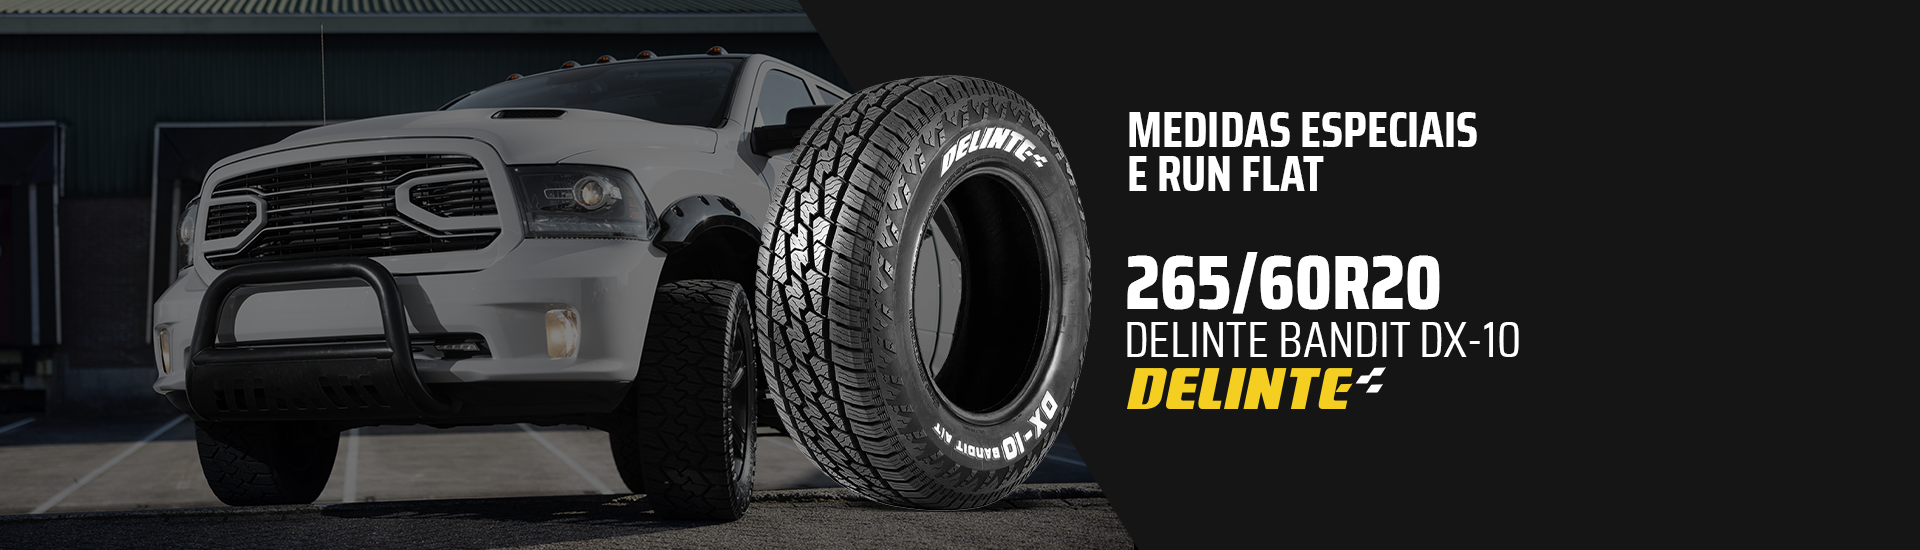 DELINTE
DX-10 BANDIT A/T
MEDIDAS ESPECIAIS
E RUN FLAT
265/60R20
DELINTE BANDIT DX-10
DELINTE